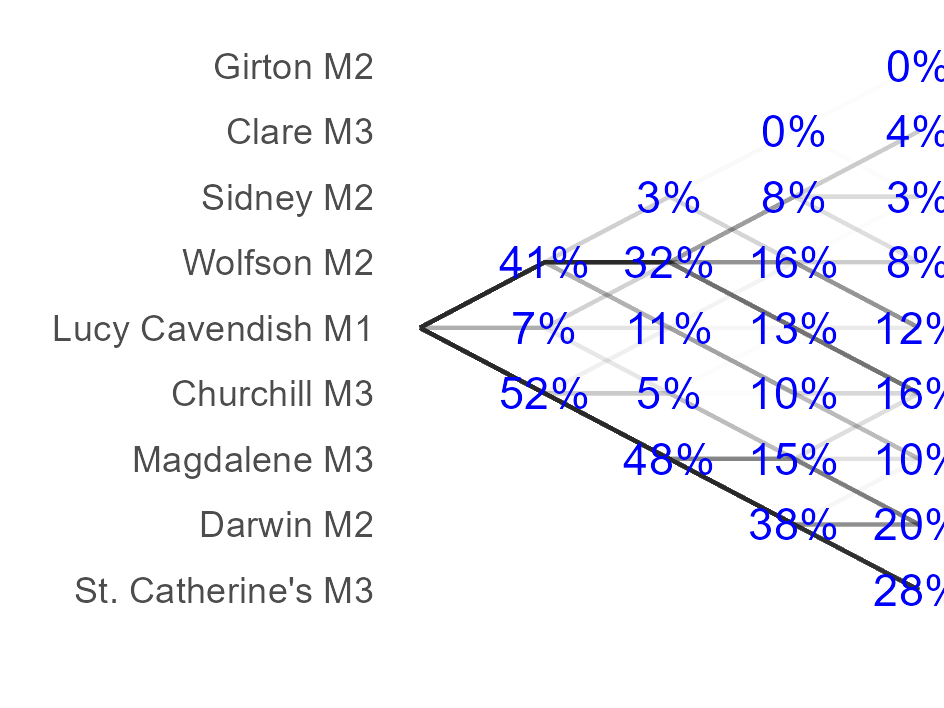 Girton M2 0%
Clare M3 0% 4%
Sidney M2 3% 8% 3%
Wolfson M2 41% 32% 16% 8%
Lucy Cavendish M1 7% 11% 13% 12%
Churchill M3 52% 5% 10% 16%
Magdalene M3 48% 15% 10%
Darwin M2 38% 20%
St. Catherine's M3 28%